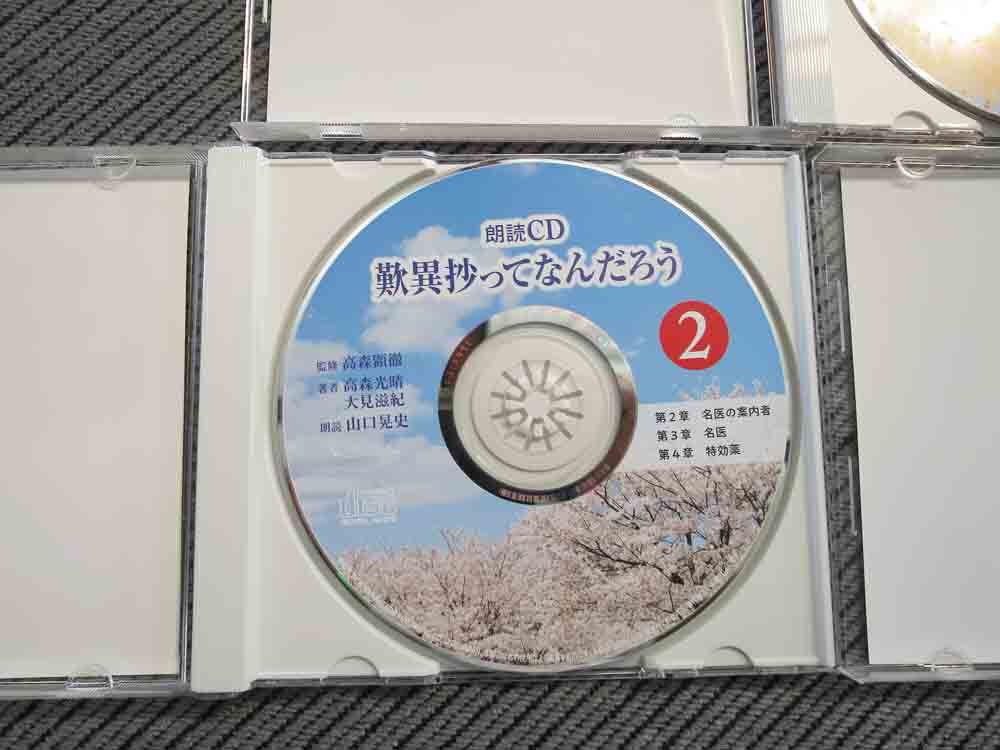 朗読CD
歎異抄ってなんだろう
2
監修 高森顕徹
著者 高森光晴
大見滋紀
朗読 山口晃史
第2章 名医の案内者
第3章 名医
第4章 特効薬